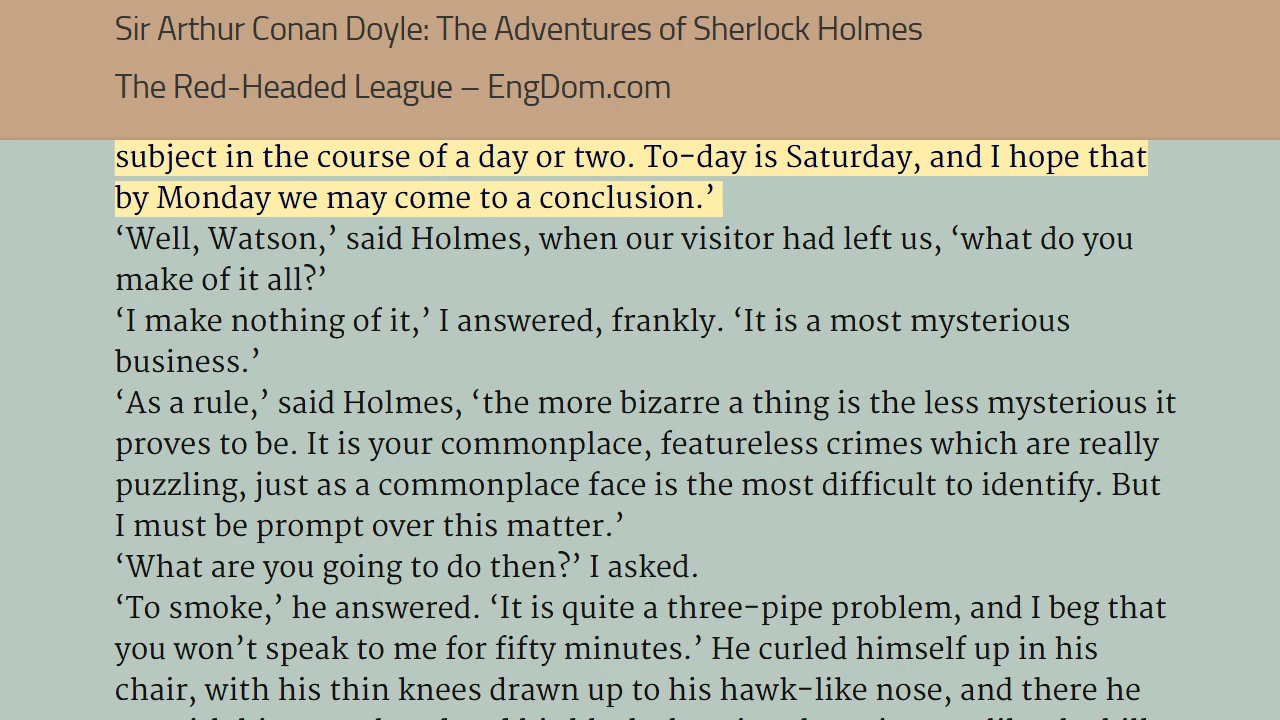 Sir Arthur Conan Doyle: The Adventures of Sherlock Holmes
The Red-Headed League – EngDom.com
subject in the course of a day or two. To-day is Saturday, and I hope that
by Monday we may come to a conclusion.’
‘Well, Watson,’ said Holmes, when our visitor had left us, ‘what do you
make of it all?’
‘I make nothing of it,’ I answered, frankly. ‘It is a most mysterious
business.’
‘As a rule,’ said Holmes, ‘the more bizarre a thing is the less mysterious it
proves to be. It is your commonplace, featureless crimes which are really
puzzling, just as a commonplace face is the most difficult to identify. But
I must be prompt over this matter.’
‘What are you going to do then?’ I asked.
‘To smoke,’ he answered. ‘It is quite a three-pipe problem, and I beg that
you won’t speak to me for fifty minutes.’ He curled himself up in his
chair, with his thin knees drawn up to his hawk-like nose, and there he